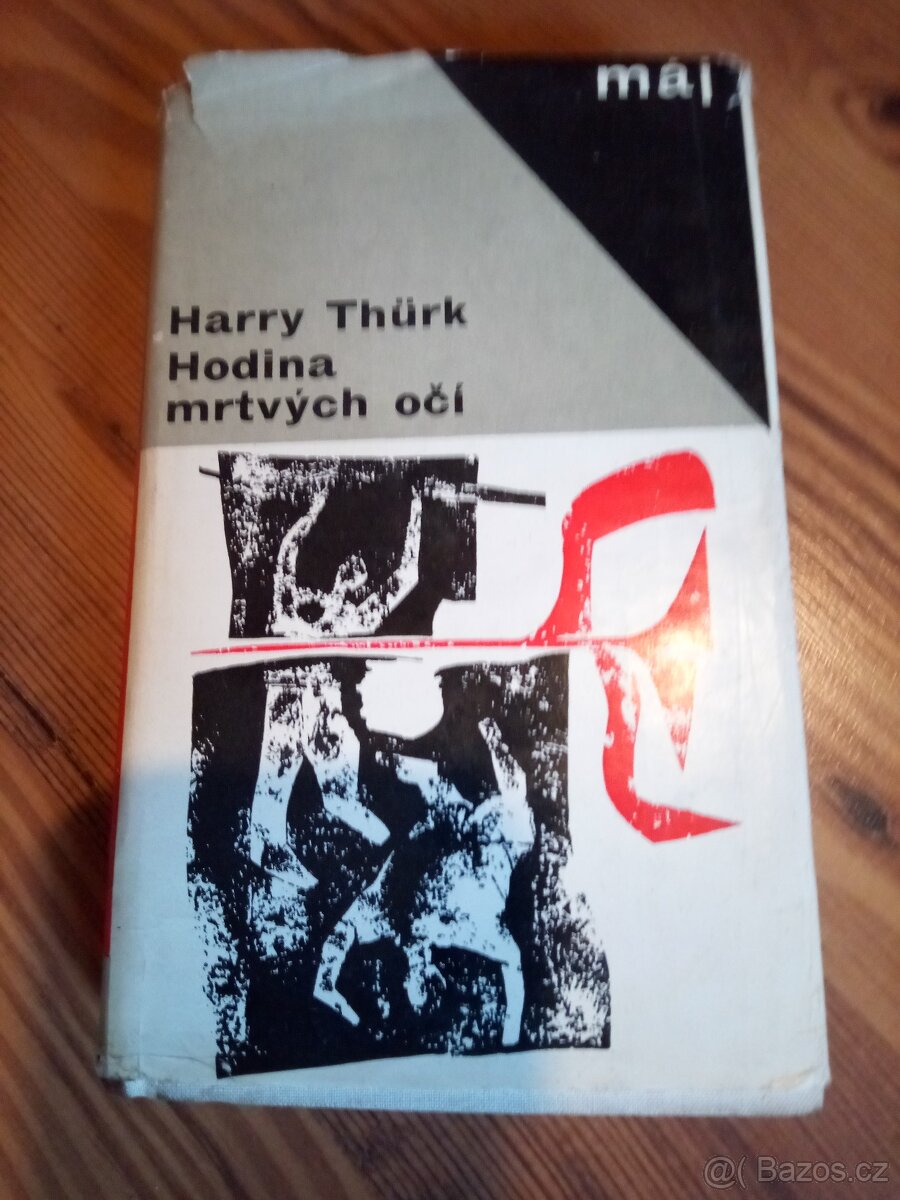 máj
Harry Thürk
Hodina
mrtvých očí
@( Bazos.cz